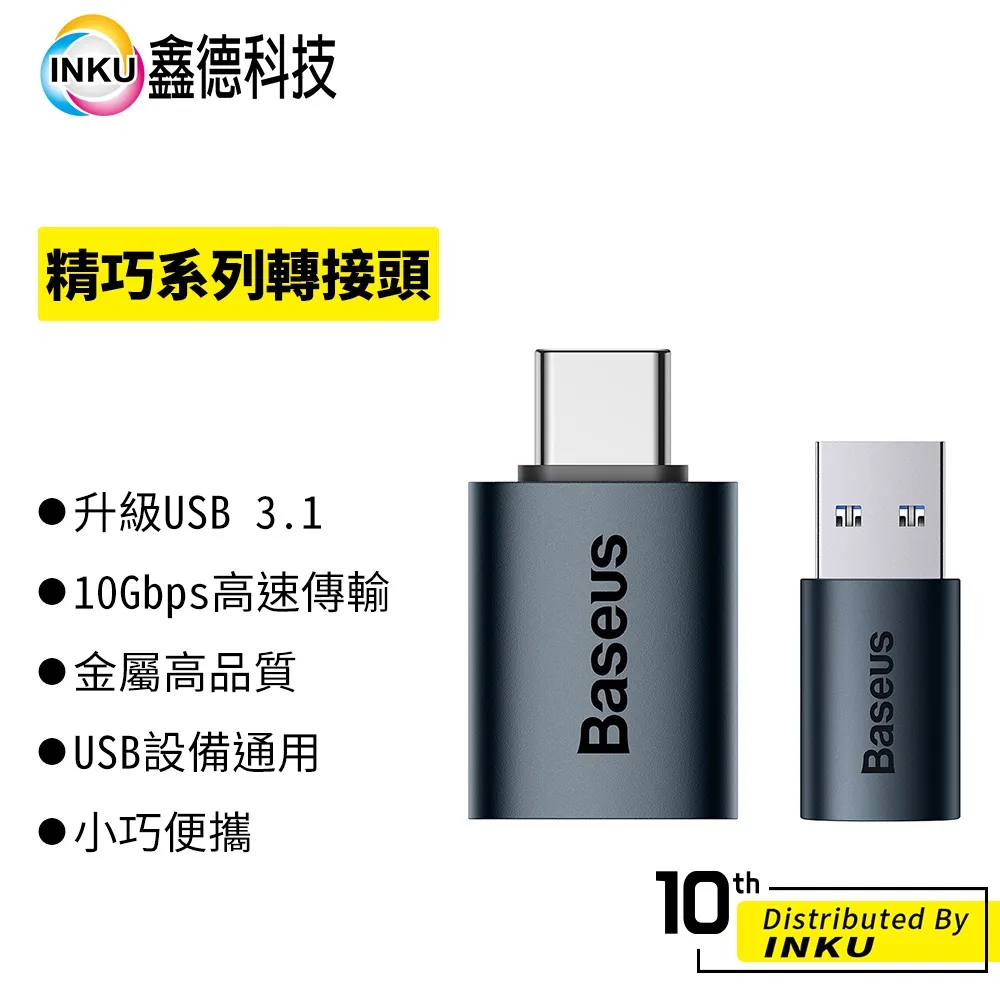 INKU 鑫德科技
精巧系列轉接頭
●升級USB 3.1
●10Gbps高速傳輸
●金屬高品質
●USB設備通用
●小巧便攜
Baseus
Baseus
10th
Distributed By
INKU